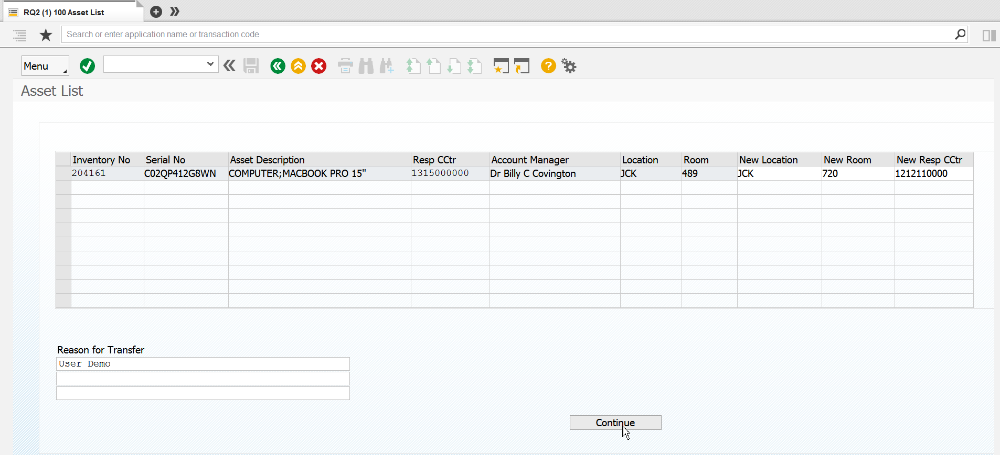 RQ2 (1) 100 Asset List
Search or enter application name or transaction code
Menu
Asset List
Inventory No Serial No Asset Description Resp CCtr Account Manager Location Room New Location New Room New Resp CCtr
204161 C02QP412G8WN COMPUTER;MACBOOK PRO 15" 1315000000 Dr Billy C Covington JCK 489 JCK 720 1212110000
Reason for Transfer
User Demo
Continue